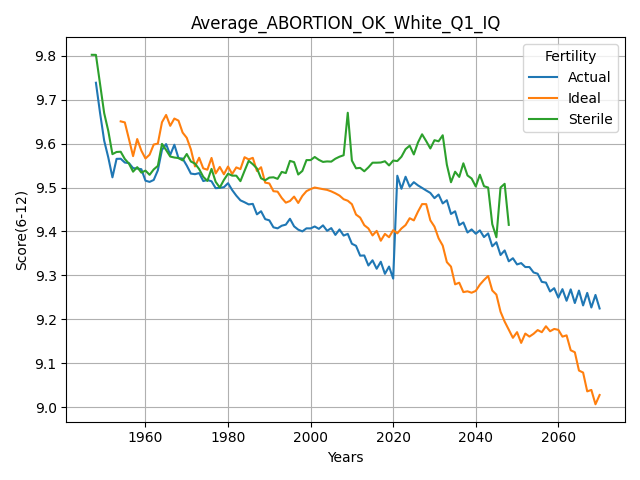 Average_ABORTION_OK_White_Q1_IQ
Fertility
Actual
Ideal
Sterile
Score(6-12)
9.8
9.7
9.6
9.5
9.4
9.3
9.2
9.1
9.0
1960
1980
2000
2020
2040
2060
Years